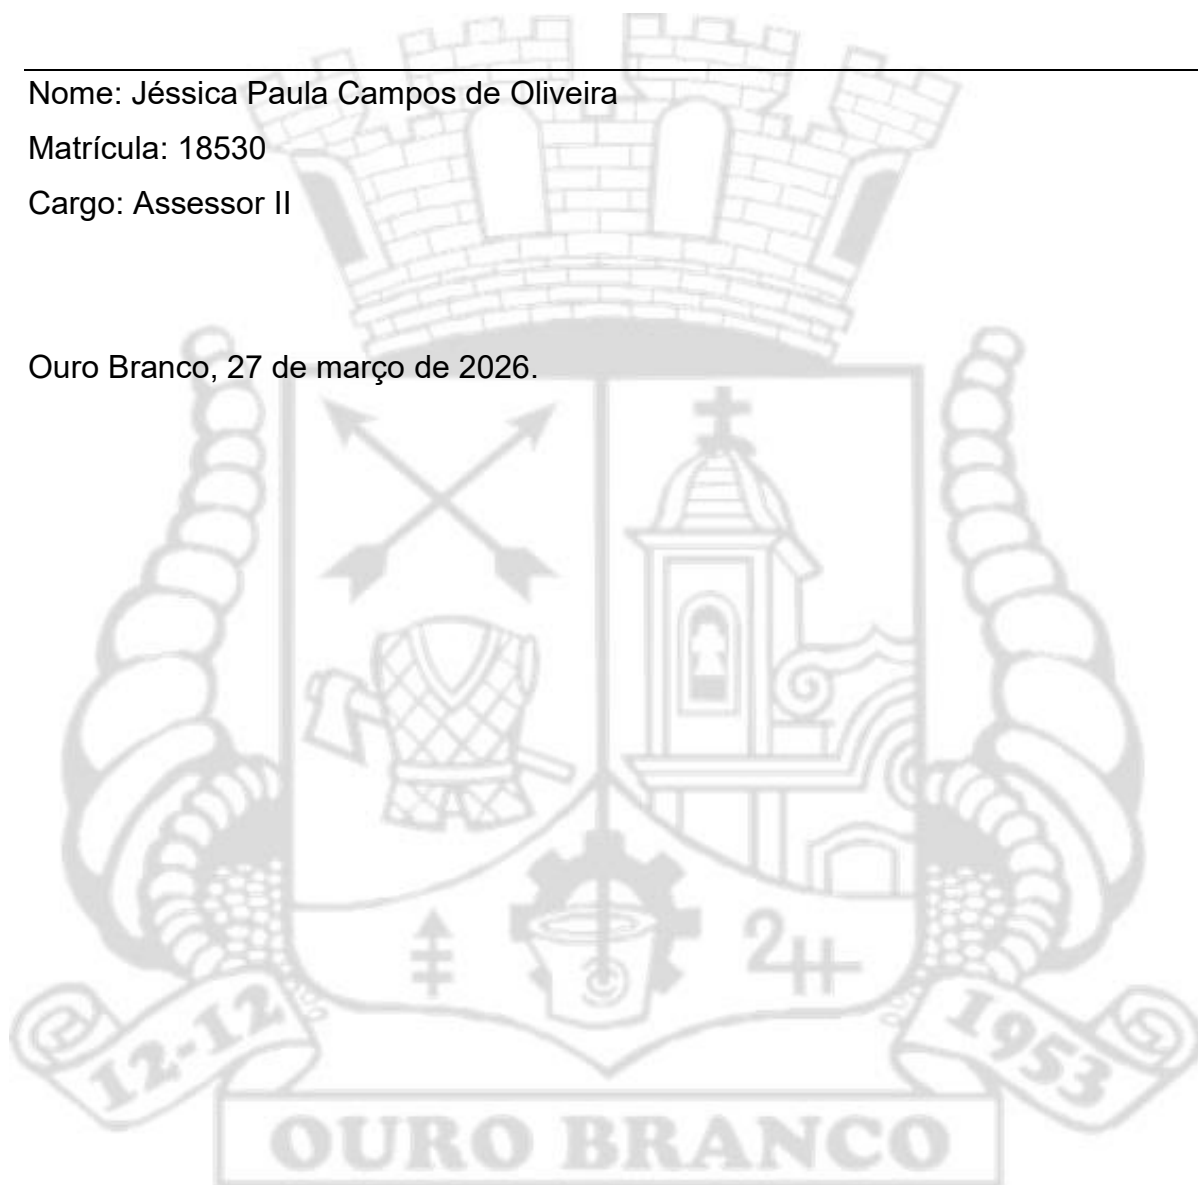 Nome: Jéssica Paula Campos de Oliveira
Matrícula: 18530
Cargo: Assessor II
Ouro Branco, 27 de março de 2026.
12-12
1953
OURO BRANCO